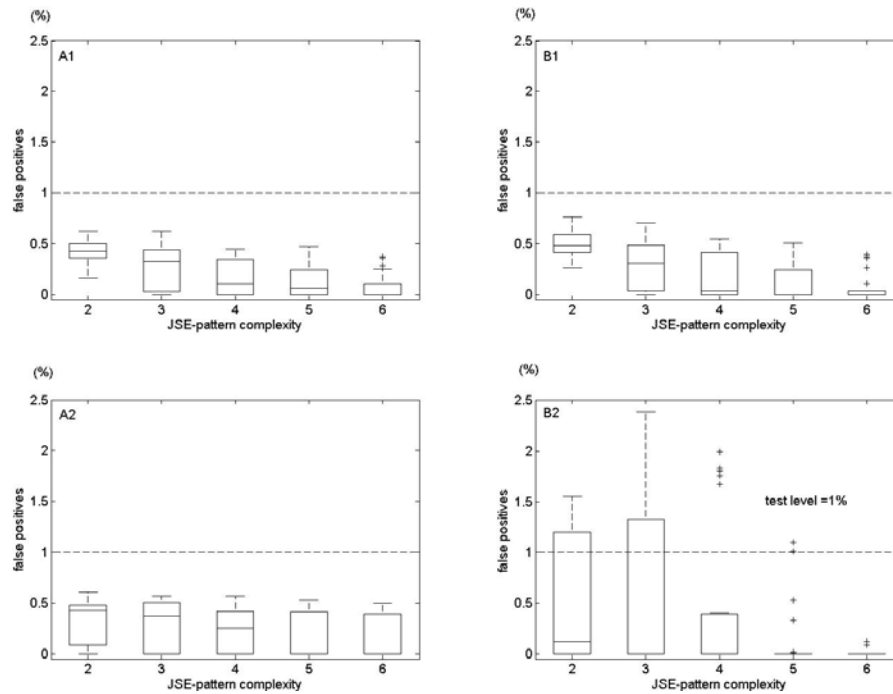 (%)
2.5
A1
2
1.5
false positives
1
0.5
0
2 3 4 5 6
JSE-pattern complexity
(%)
2.5
B1
2
1.5
false positives
1
0.5
0
2 3 4 5 6
JSE-pattern complexity
(%)
2.5
A2
2
1.5
false positives
1
0.5
0
2 3 4 5 6
JSE-pattern complexity
(%)
2.5
B2
2
1.5
test level =1%
false positives
1
0.5
0
2 3 4 5 6
JSE-pattern complexity